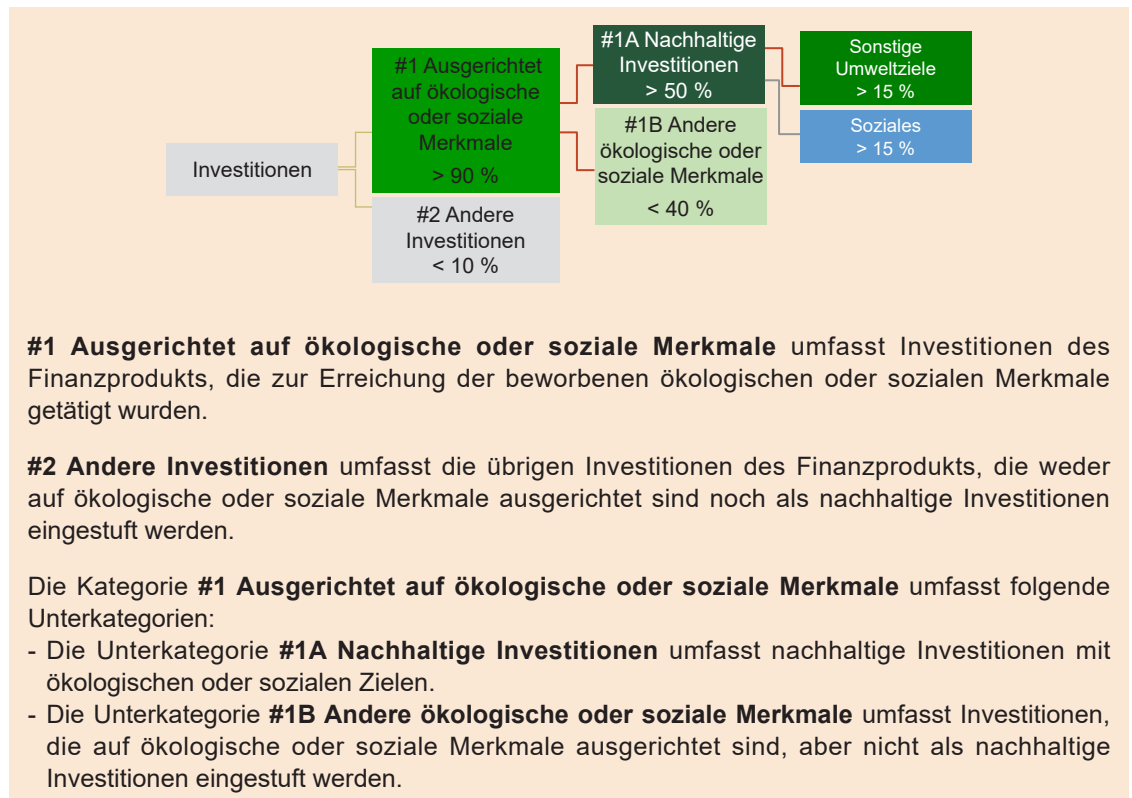 Investitionen
#1 Ausgerichtet
auf ökologische
oder soziale
Merkmale
> 90 %
#2 Andere
Investitionen
< 10 %
#1A Nachhaltige
Investitionen
> 50 %
#1B Andere
ökologische oder
soziale Merkmale
< 40 %
Sonstige
Umweltziele
> 15 %
Soziales
> 15 %
#1 Ausgerichtet auf ökologische oder soziale Merkmale umfasst Investitionen des
Finanzprodukts, die zur Erreichung der beworbenen ökologischen oder sozialen Merkmale
getätigt wurden.
#2 Andere Investitionen umfasst die übrigen Investitionen des Finanzprodukts, die weder
auf ökologische oder soziale Merkmale ausgerichtet sind noch als nachhaltige Investitionen
eingestuft werden.
Die Kategorie #1 Ausgerichtet auf ökologische oder soziale Merkmale umfasst folgende
Unterkategorien:
- Die Unterkategorie #1A Nachhaltige Investitionen umfasst nachhaltige Investitionen mit
ökologischen oder sozialen Zielen.
- Die Unterkategorie #1B Andere ökologische oder soziale Merkmale umfasst Investitionen,
die auf ökologische oder soziale Merkmale ausgerichtet sind, aber nicht als nachhaltige
Investitionen eingestuft werden.